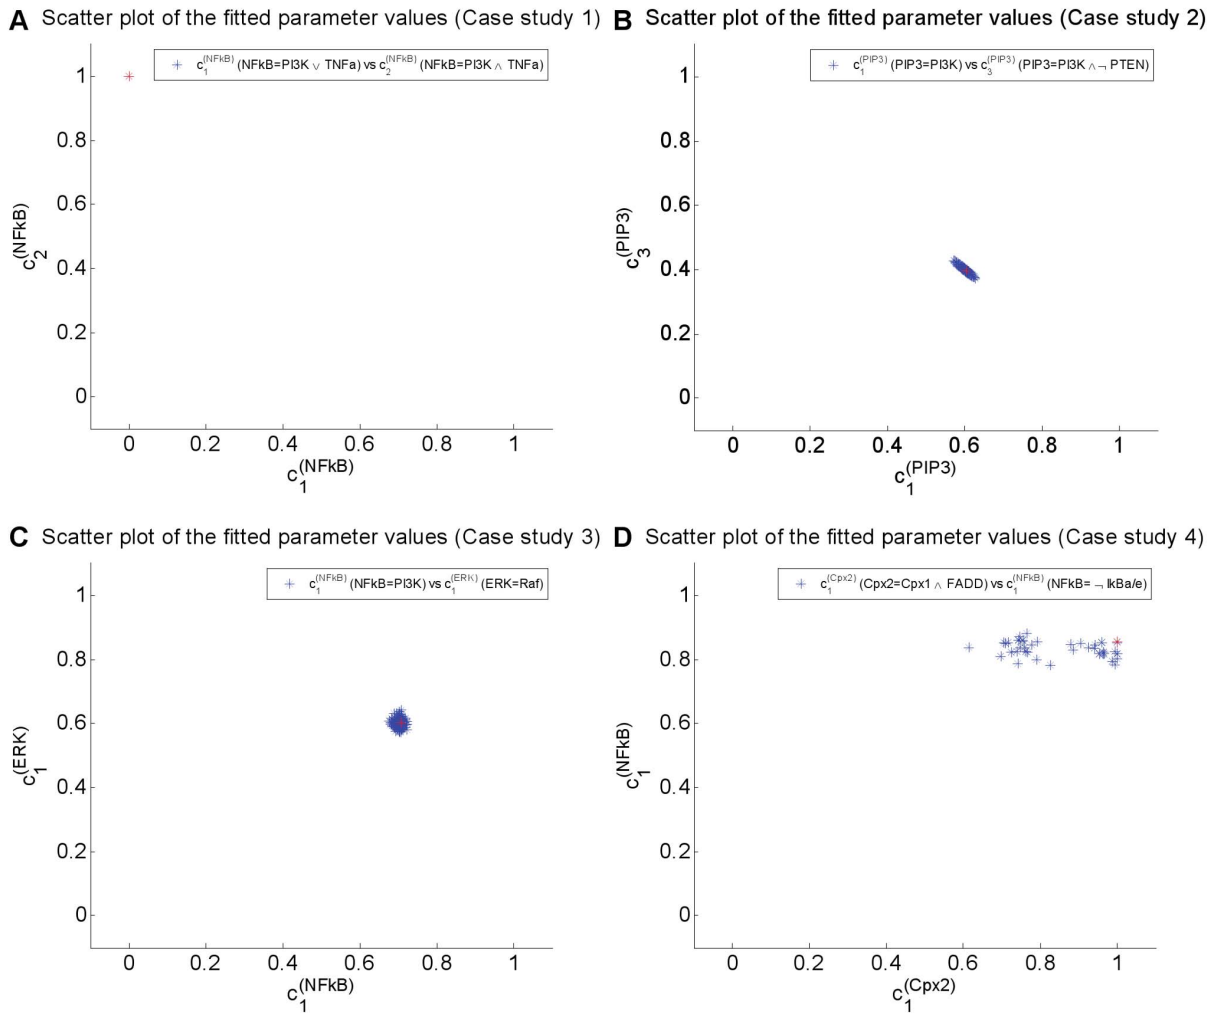 A Scatter plot of the fitted parameter values (Case study 1)
c₁^(NFkB) (NFkB=PI3K ∨ TNFa) vs c₂^(NFkB) (NFkB=PI3K ∧ TNFa)
1
0.8
0.6
0.4
0.2
0
c₂^(NFkB)
0 0.2 0.4 0.6 0.8 1
c₁^(NFkB)
B Scatter plot of the fitted parameter values (Case study 2)
c₁^(PIP3) (PIP3=PI3K) vs c₃^(PIP3) (PIP3=PI3K ∧ ¬ PTEN)
1
0.8
0.6
0.4
0.2
0
c₃^(PIP3)
0 0.2 0.4 0.6 0.8 1
c₁^(PIP3)
C Scatter plot of the fitted parameter values (Case study 3)
c₁^(NFkB) (NFkB=PI3K) vs c₁^(ERK) (ERK=Raf)
1
0.8
0.6
0.4
0.2
0
c₁^(ERK)
0 0.2 0.4 0.6 0.8 1
c₁^(NFkB)
D Scatter plot of the fitted parameter values (Case study 4)
c₁^(Cpx2) (Cpx2=Cpx1 ∧ FADD) vs c₁^(NFkB) (NFkB= ¬ IkBa/e)
1
0.8
0.6
0.4
0.2
0
c₁^(NFkB)
0 0.2 0.4 0.6 0.8 1
c₁^(Cpx2)